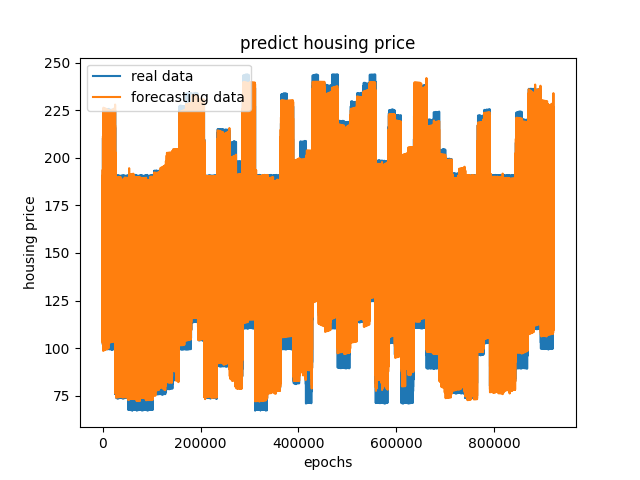 predict housing price
250
225
200
175
150
125
100
75
housing price
real data
forecasting data
0
200000
400000
600000
800000
epochs